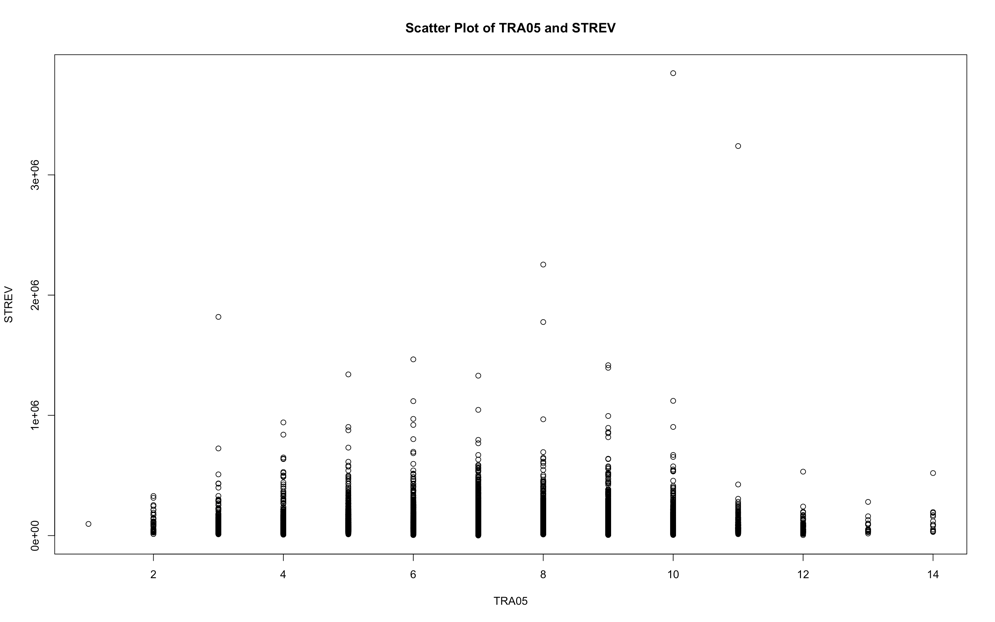 Scatter Plot of TRA05 and STREV
STREV
3e+06
2e+06
1e+06
0e+00
2 4 6 8 10 12 14
TRA05